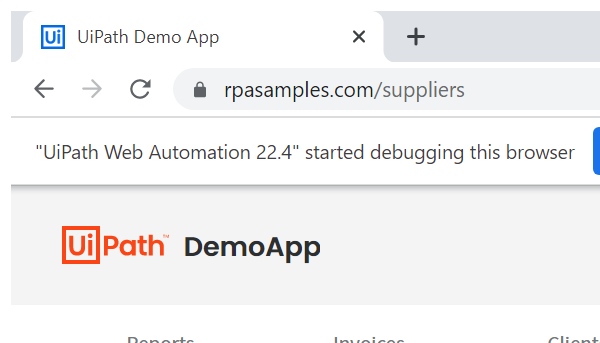 UiPath Demo App
rpasamples.com/suppliers
"UiPath Web Automation 22.4" started debugging this browser
UiPath™ DemoApp
Reports Invoices Client